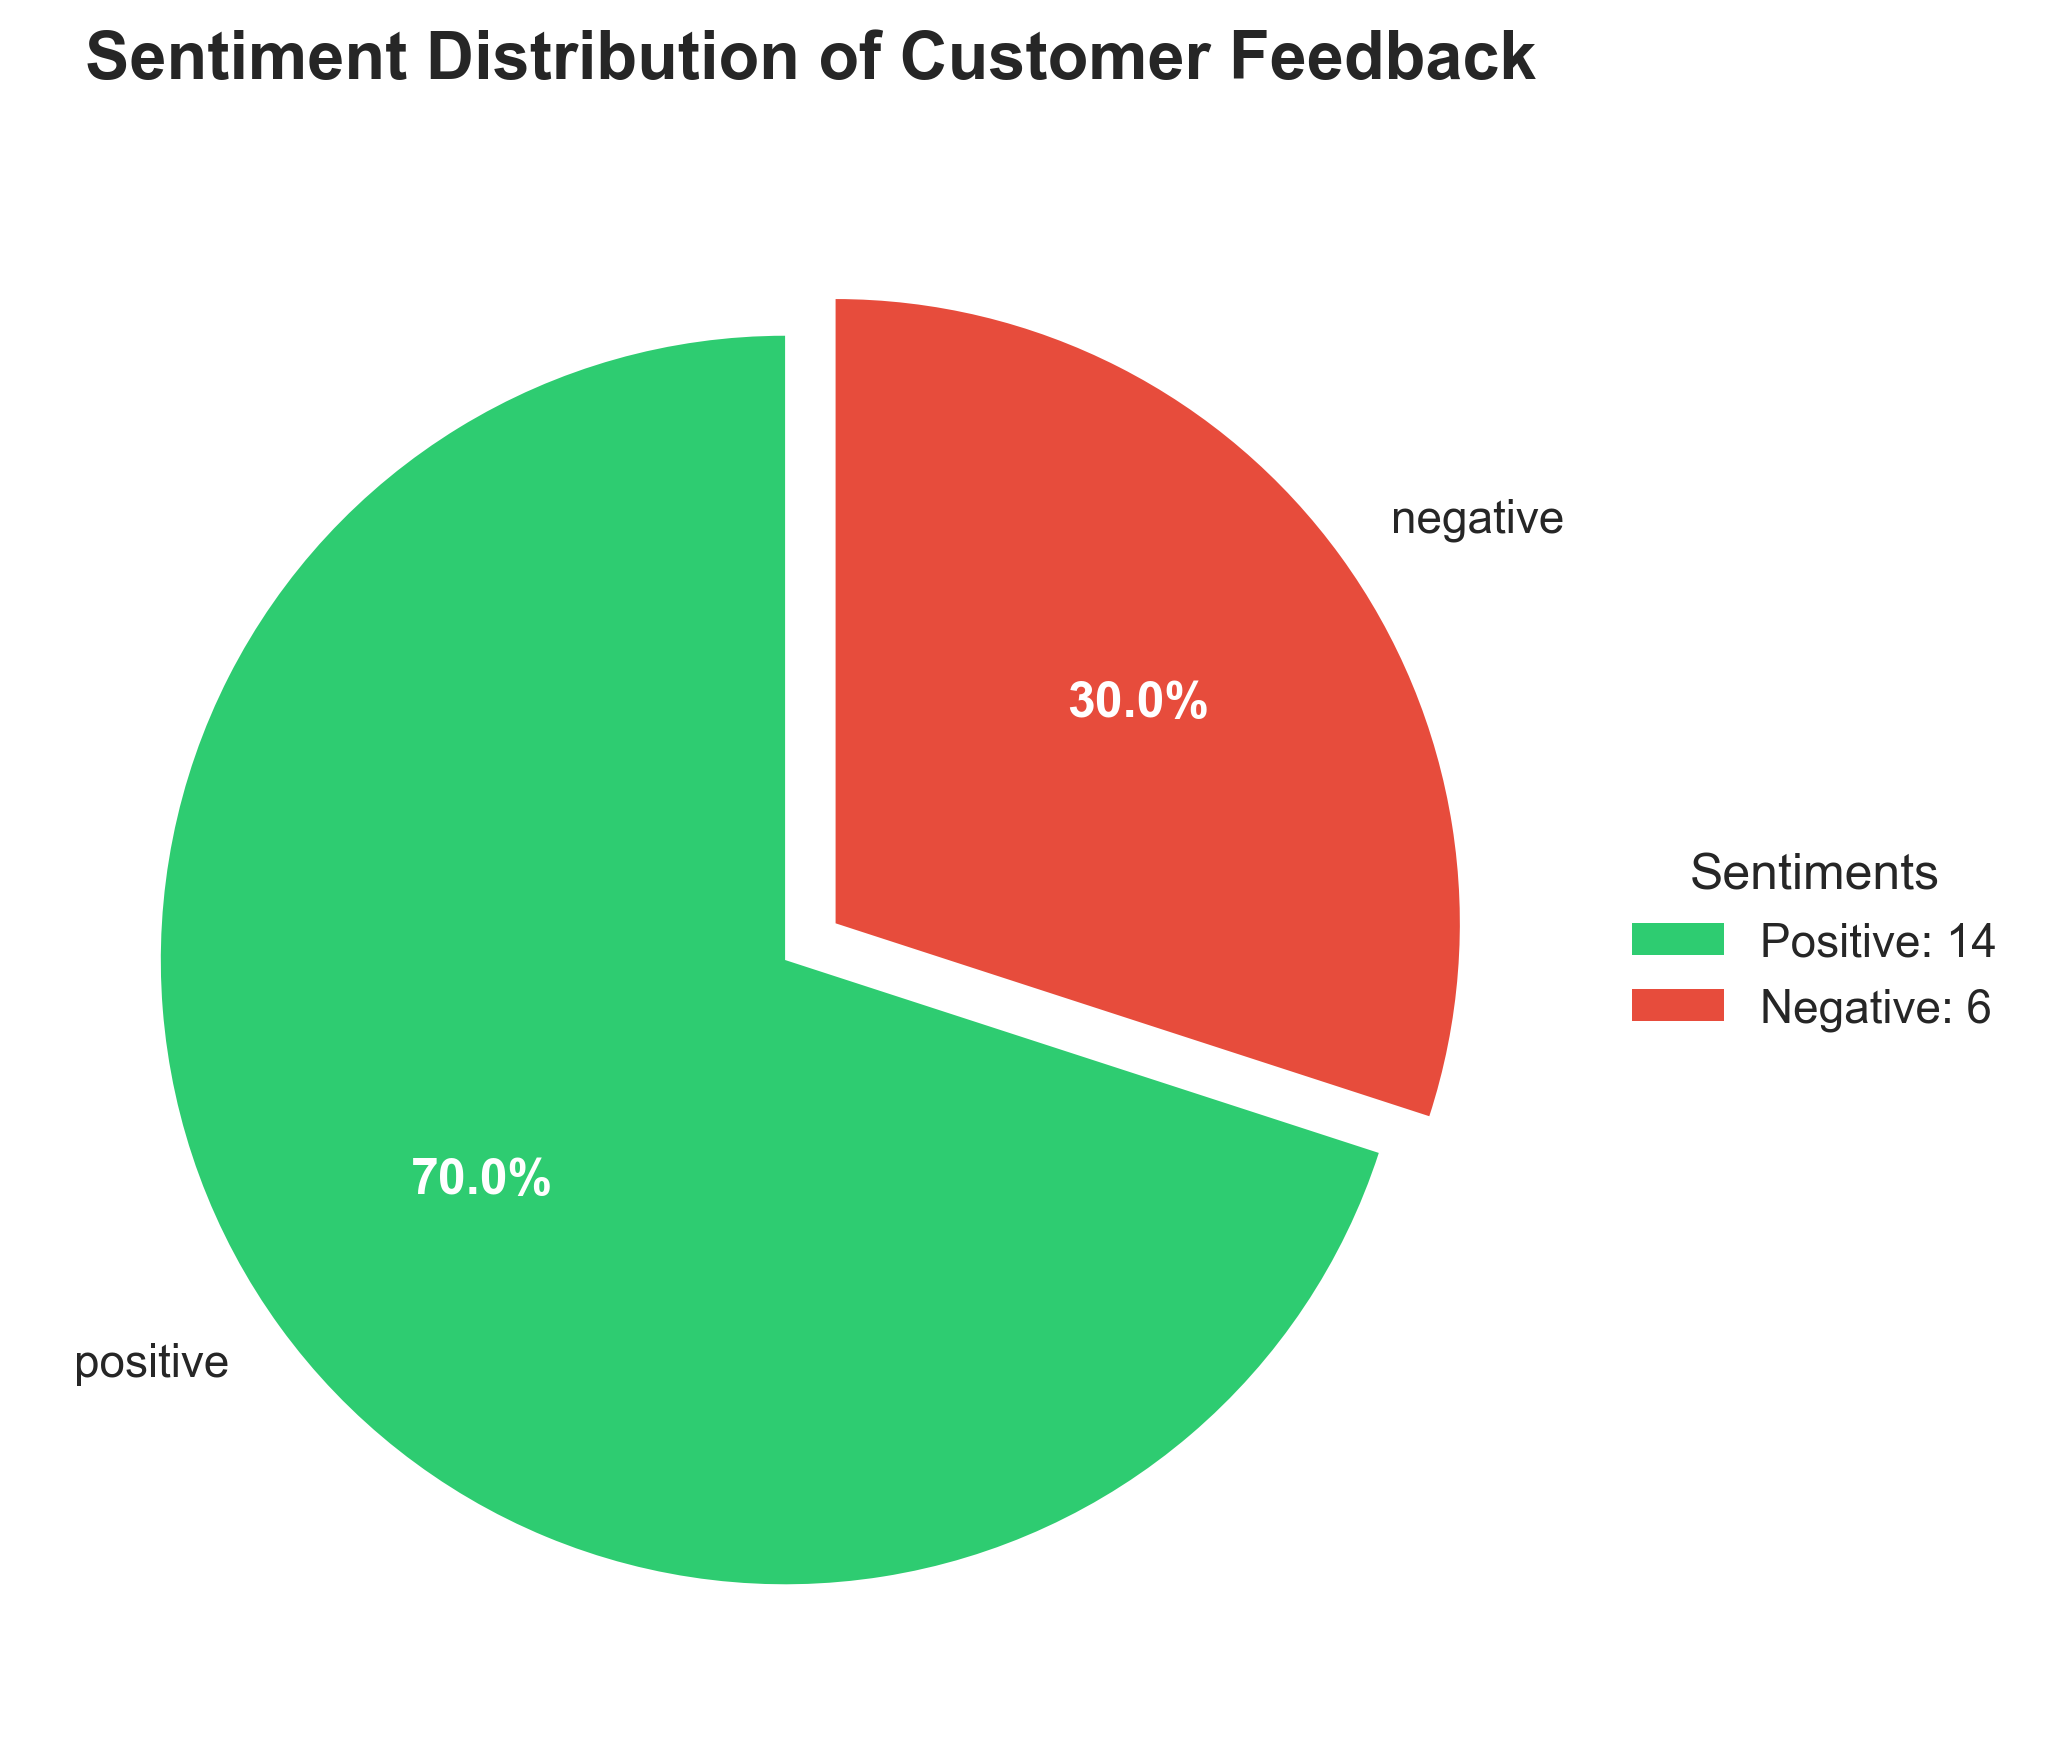 Sentiment Distribution of Customer Feedback
negative
30.0%
Sentiments
Positive: 14
Negative: 6
70.0%
positive